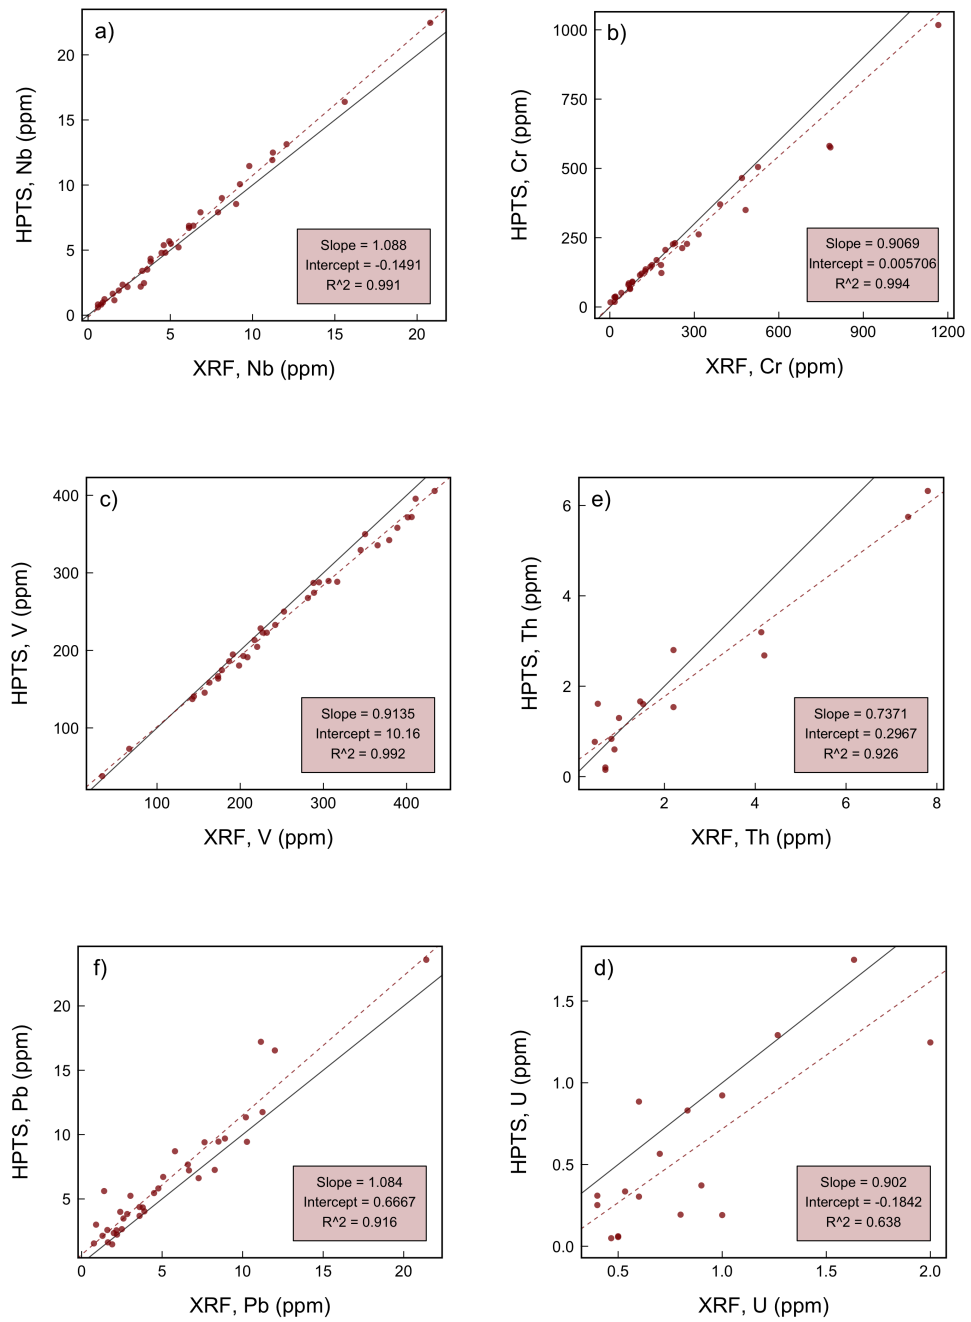 a)
HPTS, Nb (ppm)
20
15
10
5
0
Slope = 1.088
Intercept = -0.1491
R^2 = 0.991
0 5 10 15 20
XRF, Nb (ppm)
b)
HPTS, Cr (ppm)
1000
750
500
250
0
Slope = 0.9069
Intercept = 0.005706
R^2 = 0.994
0 300 600 900 1200
XRF, Cr (ppm)
c)
HPTS, V (ppm)
400
300
200
100
Slope = 0.9135
Intercept = 10.16
R^2 = 0.992
100 200 300 400
XRF, V (ppm)
e)
HPTS, Th (ppm)
6
4
2
0
Slope = 0.7371
Intercept = 0.2967
R^2 = 0.926
2 4 6 8
XRF, Th (ppm)
f)
HPTS, Pb (ppm)
20
15
10
5
Slope = 1.084
Intercept = 0.6667
R^2 = 0.916
0 5 10 15 20
XRF, Pb (ppm)
d)
HPTS, U (ppm)
1.5
1.0
0.5
0.0
Slope = 0.902
Intercept = -0.1842
R^2 = 0.638
0.5 1.0 1.5 2.0
XRF, U (ppm)